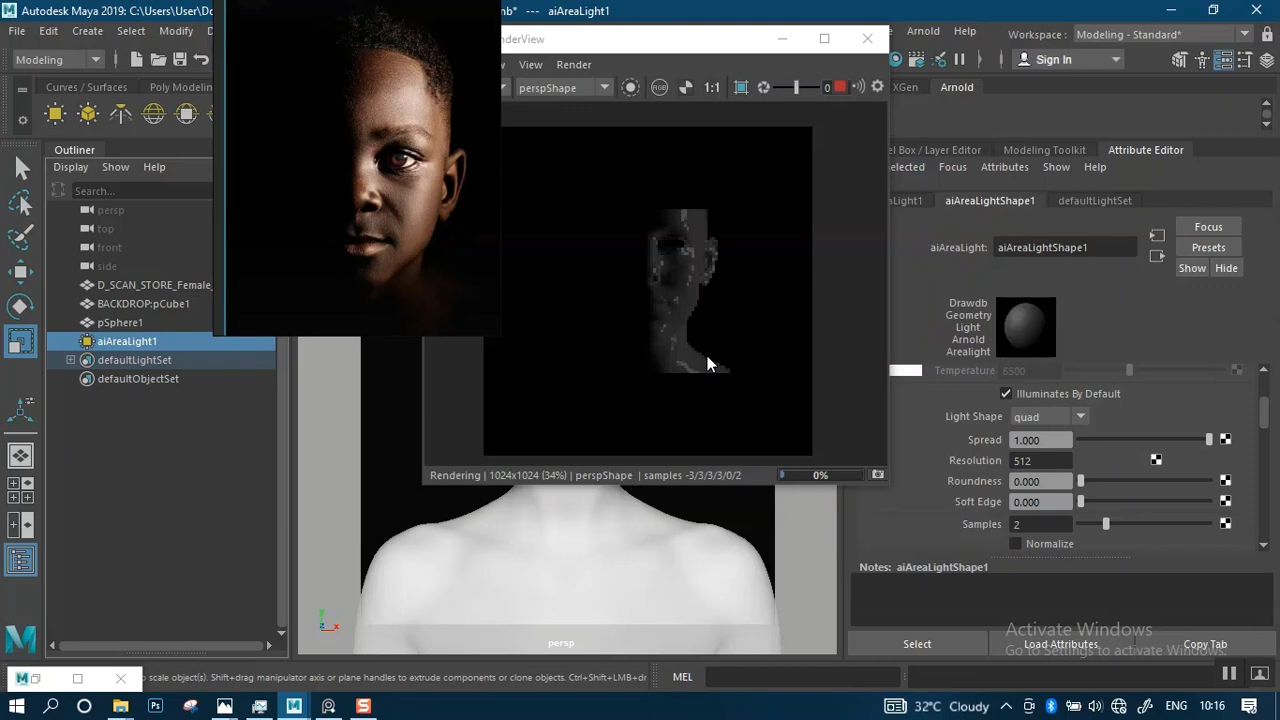 Autodesk Maya 2019: C:\Users\User\Do
mb* --- aiAreaLight1
nderView
File Edit Create Select Modify
Arnold Help
Workspace : Modeling - Standard*
View Render
Modeling
perspShape
RGB
1:1
0
Sign In
Curves / Surfaces Poly Modelin
XGen Arnold
Outliner
Box / Layer Editor Modeling Toolkit Attribute Editor
Display Show Help
elected Focus Attributes Show Help
Search...
persp
top
front
side
D_SCAN_STORE_Female_
BACKDROP:pCube1
pSphere1
aiAreaLight1
defaultLightSet
defaultObjectSet
Light1 aiAreaLightShape1 defaultLightSet
Focus
aiAreaLight: aiAreaLightShape1
Presets
Show Hide
Drawdb
Geometry
Light
Arnold
Arealight
Temperature 6500
Illuminates By Default
Light Shape quad
Spread 1.000
Resolution 512
Roundness 0.000
Soft Edge 0.000
Samples 2
Normalize
Rendering | 1024x1024 (34%) | perspShape | samples -3/3/3/3/0/2
0%
Notes: aiAreaLightShape1
y
z
x
persp
Activate Windows
Go to Settings to activate Windows.
Select Load Attributes Copy Tab
o scale object(s). Shift+drag manipulator axis or plane handles to extrude components or clone objects. Ctrl+Shift+LMB+dr
MEL
32°C Cloudy
ENG 10:16